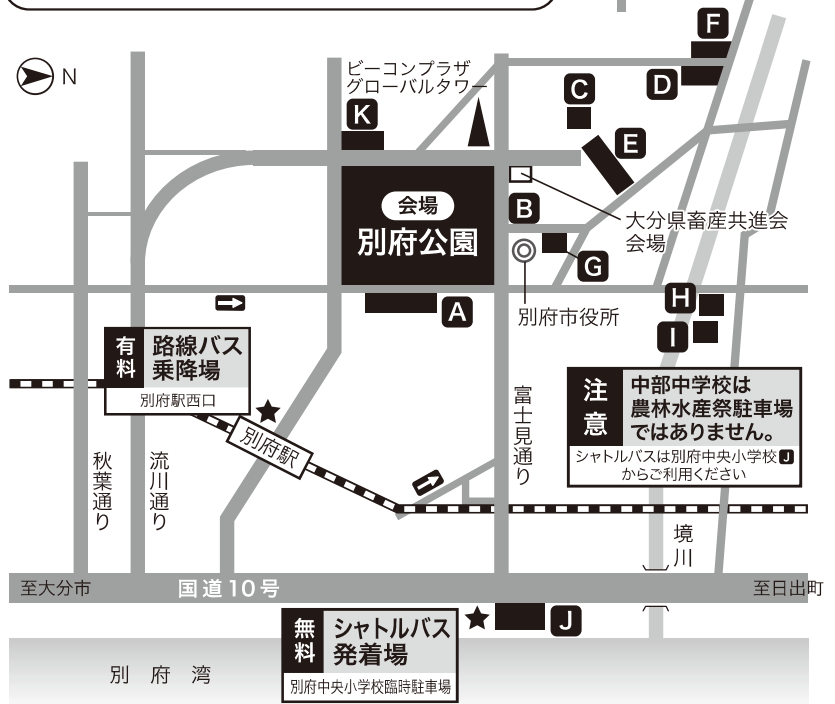 F
N
ビーコンプラザ
グローバルタワー
D
C
K
E
会場
別府公園
B
大分県畜産共進会
会場
G
別府市役所
A
H
I
有料
路線バス
乗降場
別府駅西口
富士見通り
注意
中部中学校は
農林水産祭駐車場
ではありません。
シャトルバスは別府中央小学校J
からご利用ください
別府駅
秋葉通り
流川通り
境川
至大分市
国道10号
至日出町
無料
シャトルバス
発着場
別府中央小学校臨時駐車場
J
別府湾